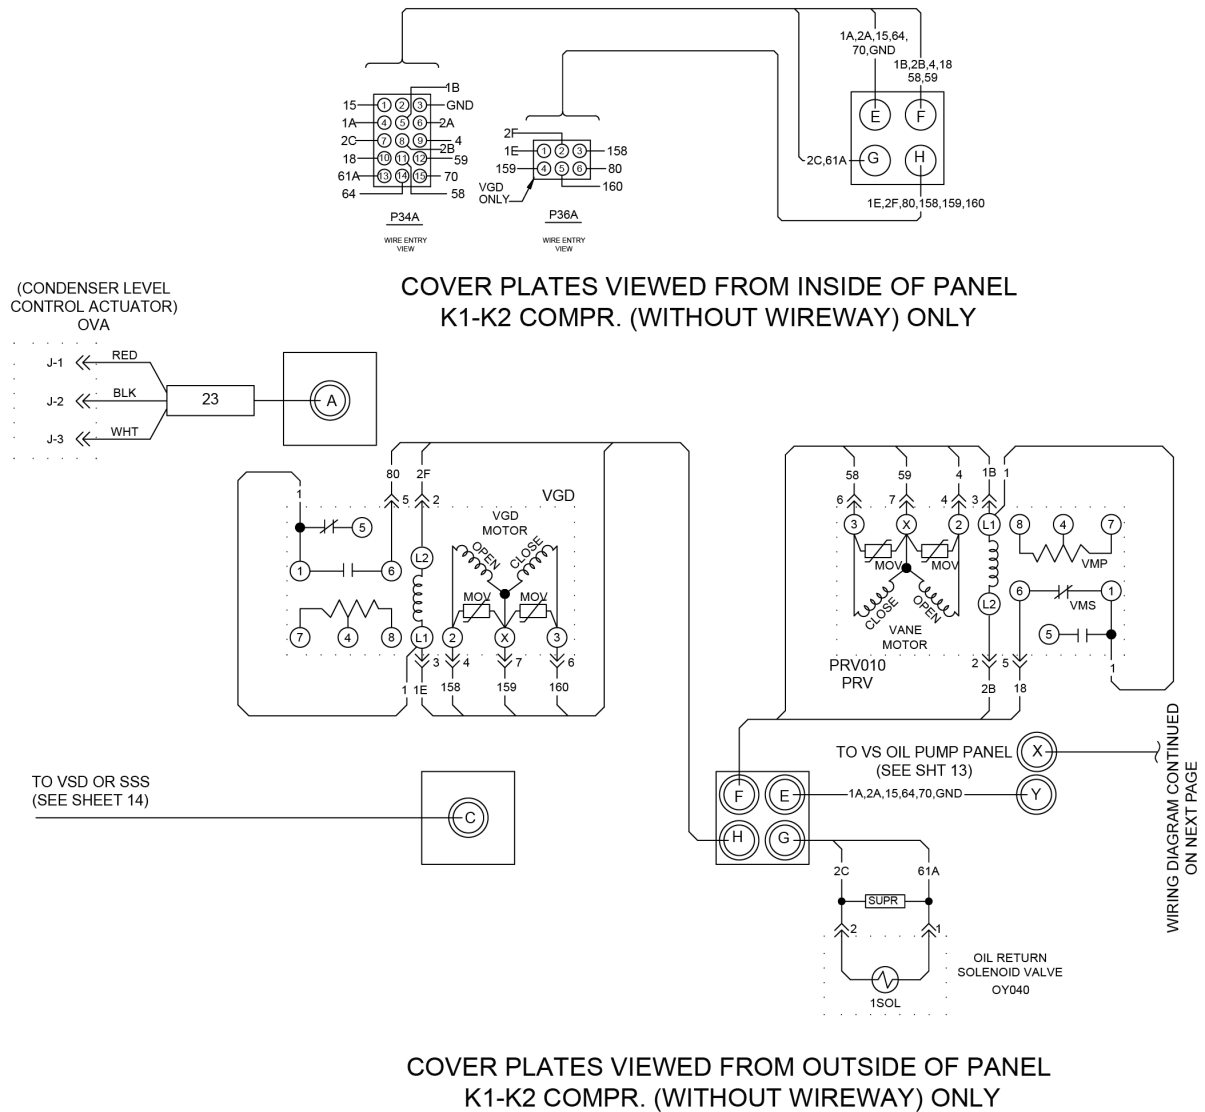 1A,2A,15,64,
70,GND
1B,2B,4,18
58,59
E
F
G
H
2C,61A
1E,2F,80,158,159,160
1B
15
1
2
3
GND
1A
4
5
6
2A
2C
7
8
9
4
2B
18
10
11
12
59
61A
13
14
15
70
64
58
P34A
WIRE ENTRY
VIEW
2F
1E
1
2
3
158
159
4
5
6
80
160
VGD
ONLY
P36A
WIRE ENTRY
VIEW
COVER PLATES VIEWED FROM INSIDE OF PANEL
K1-K2 COMPR. (WITHOUT WIREWAY) ONLY
(CONDENSER LEVEL
CONTROL ACTUATOR)
OVA
J-1
RED
J-2
BLK
J-3
WHT
23
A
80
2F
1
5
2
VGD
5
VGD
MOTOR
OPEN
CLOSE
1
6
L2
MOV
MOV
7
4
8
L1
2
X
3
3
4
7
6
1
1E
158
159
160
58
59
4
1B
1
6
7
4
3
3
X
2
L1
8
4
7
MOV
MOV
VMP
CLOSE
OPEN
L2
6
1
VMS
VANE
MOTOR
5
PRV010
PRV
2
5
1
2B
18
TO VS OIL PUMP PANEL
(SEE SHT 13)
X
Y
1A,2A,15,64,70,GND
WIRING DIAGRAM CONTINUED
ON NEXT PAGE
TO VSD OR SSS
(SEE SHEET 14)
C
F
E
H
G
2C
61A
SUPR
2
1
1SOL
OIL RETURN
SOLENOID VALVE
OY040
COVER PLATES VIEWED FROM OUTSIDE OF PANEL
K1-K2 COMPR. (WITHOUT WIREWAY) ONLY